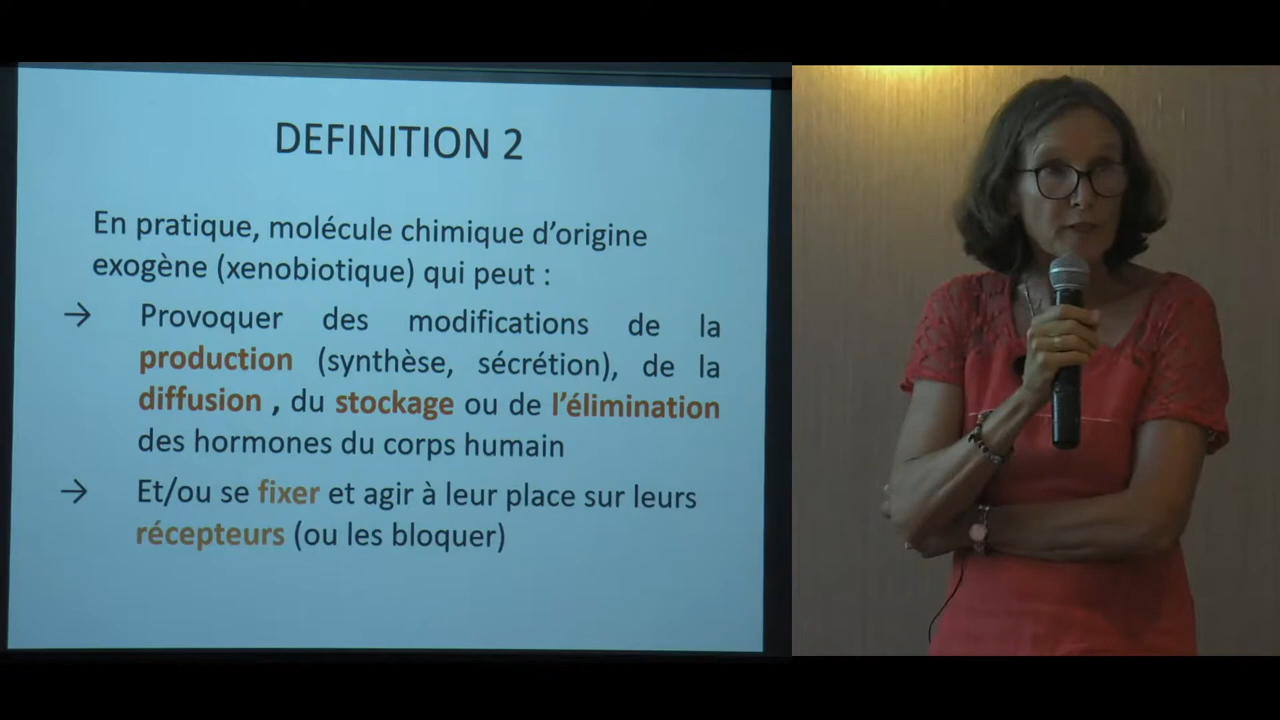 DEFINITION 2
En pratique, molécule chimique d’origine
exogène (xenobiotique) qui peut :
→ Provoquer des modifications de la
production (synthèse, sécrétion), de la
diffusion , du stockage ou de l’élimination
des hormones du corps humain
→ Et/ou se fixer et agir à leur place sur leurs
récepteurs (ou les bloquer)